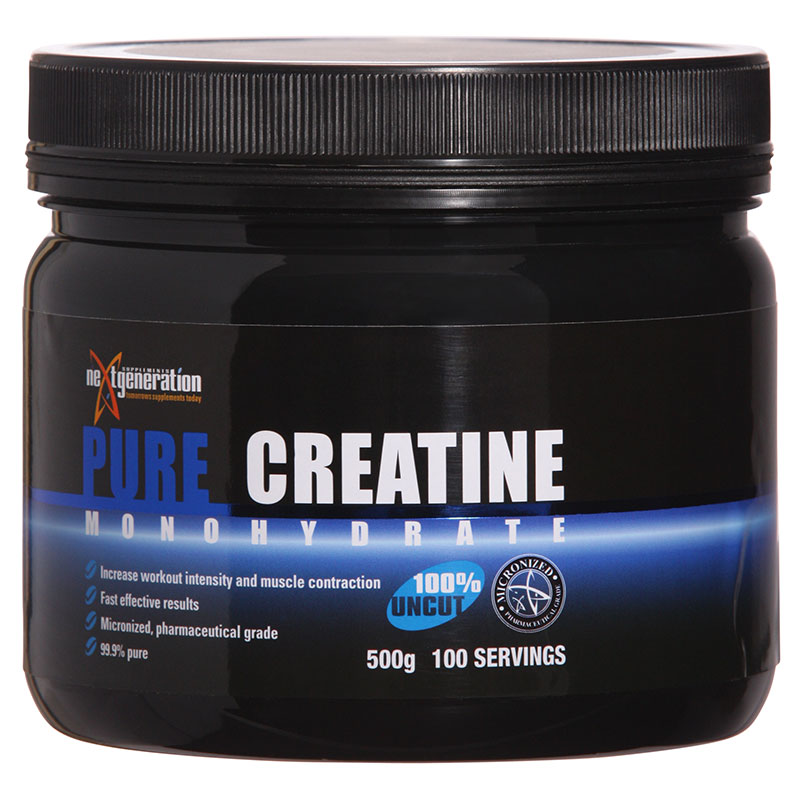 SUPPLEMENTS
nextgeneration
tomorrows supplements today
PURE CREATINE
MONOHYDRATE
Increase workout intensity and muscle contraction
Fast effective results
Micronized, pharmaceutical grade
99.9% pure
100%
UNCUT
• MICRONIZED •
PHARMACEUTICAL GRADE
500g 100 SERVINGS